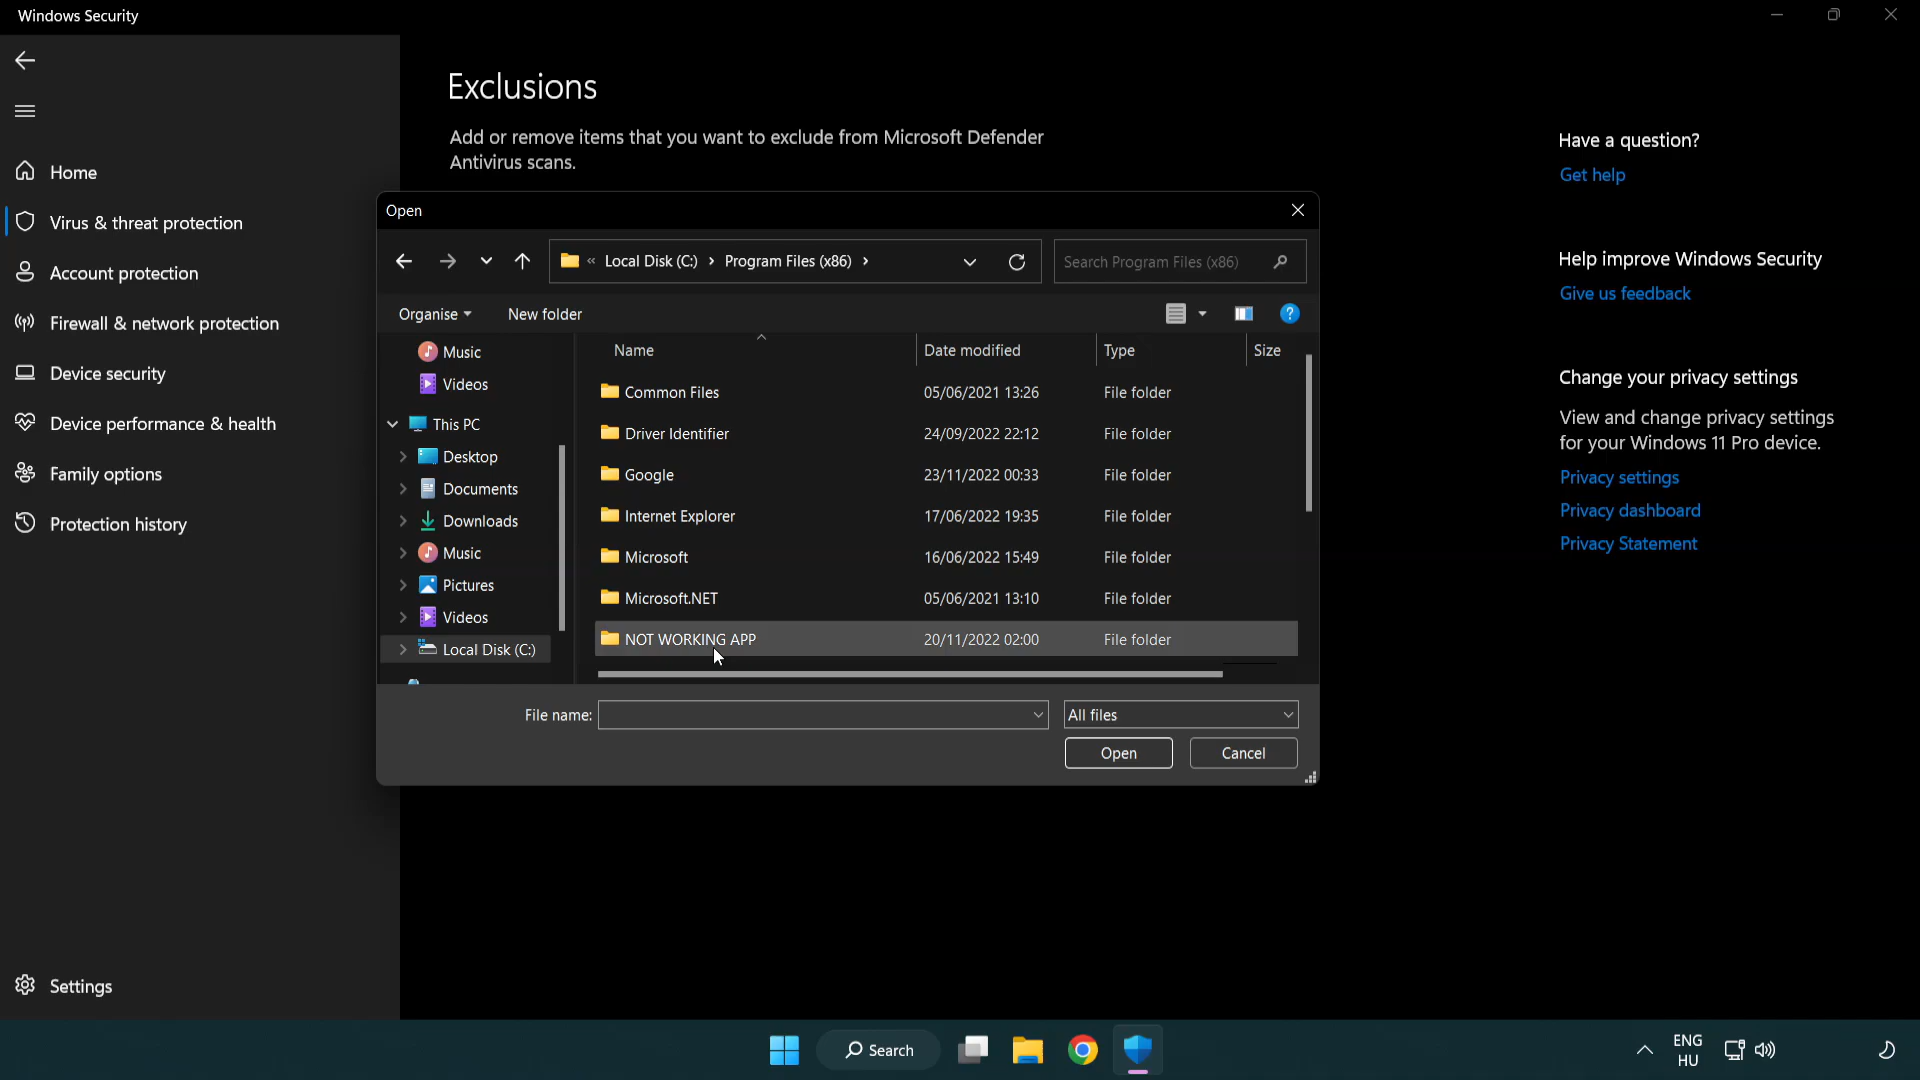 Windows Security
Home
Virus & threat protection
Account protection
Firewall & network protection
Device security
Device performance & health
Family options
Protection history
Settings
Exclusions
Add or remove items that you want to exclude from Microsoft Defender
Antivirus scans.
Open
« Local Disk (C:) › Program Files (x86) ›
Search Program Files (x86)
Organise
New folder
Music
Videos
This PC
Desktop
Documents
Downloads
Music
Pictures
Videos
Local Disk (C:)
Name Date modified Type Size
Common Files 05/06/2021 13:26 File folder
Driver Identifier 24/09/2022 22:12 File folder
Google 23/11/2022 00:33 File folder
Internet Explorer 17/06/2022 19:35 File folder
Microsoft 16/06/2022 15:49 File folder
Microsoft.NET 05/06/2021 13:10 File folder
NOT WORKING APP 20/11/2022 02:00 File folder
File name:
All files
Open
Cancel
Have a question?
Get help
Help improve Windows Security
Give us feedback
Change your privacy settings
View and change privacy settings
for your Windows 11 Pro device.
Privacy settings
Privacy dashboard
Privacy Statement
Search
ENG
HU